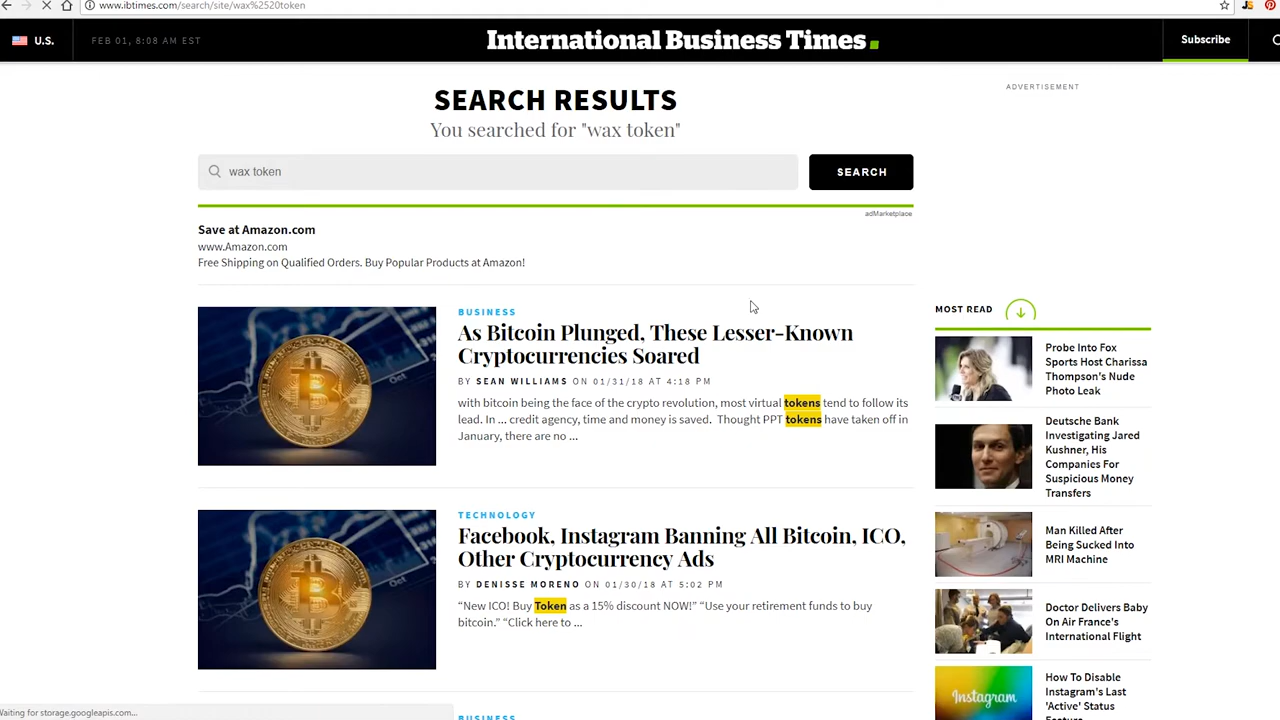 www.ibtimes.com/search/site/wax%2520token
U.S.
FEB 01, 8:08 AM EST
International Business Times.
Subscribe
ADVERTISEMENT
SEARCH RESULTS
You searched for "wax token"
wax token
SEARCH
adMarketplace
Save at Amazon.com
www.Amazon.com
Free Shipping on Qualified Orders. Buy Popular Products at Amazon!
BUSINESS
As Bitcoin Plunged, These Lesser-Known
Cryptocurrencies Soared
BY SEAN WILLIAMS ON 01/31/18 AT 4:18 PM
with bitcoin being the face of the crypto revolution, most virtual tokens tend to follow its
lead. In ... credit agency, time and money is saved.  Thought PPT tokens have taken off in
January, there are no ...
TECHNOLOGY
Facebook, Instagram Banning All Bitcoin, ICO,
Other Cryptocurrency Ads
BY DENISSE MORENO ON 01/30/18 AT 5:02 PM
“New ICO! Buy Token as a 15% discount NOW!” “Use your retirement funds to buy
bitcoin.” “Click here to ...
BUSINESS
MOST READ
Probe Into Fox
Sports Host Charissa
Thompson's Nude
Photo Leak
Deutsche Bank
Investigating Jared
Kushner, His
Companies For
Suspicious Money
Transfers
Man Killed After
Being Sucked Into
MRI Machine
Doctor Delivers Baby
On Air France's
International Flight
Instagram
How To Disable
Instagram's Last
'Active' Status
Waiting for storage.googleapis.com...